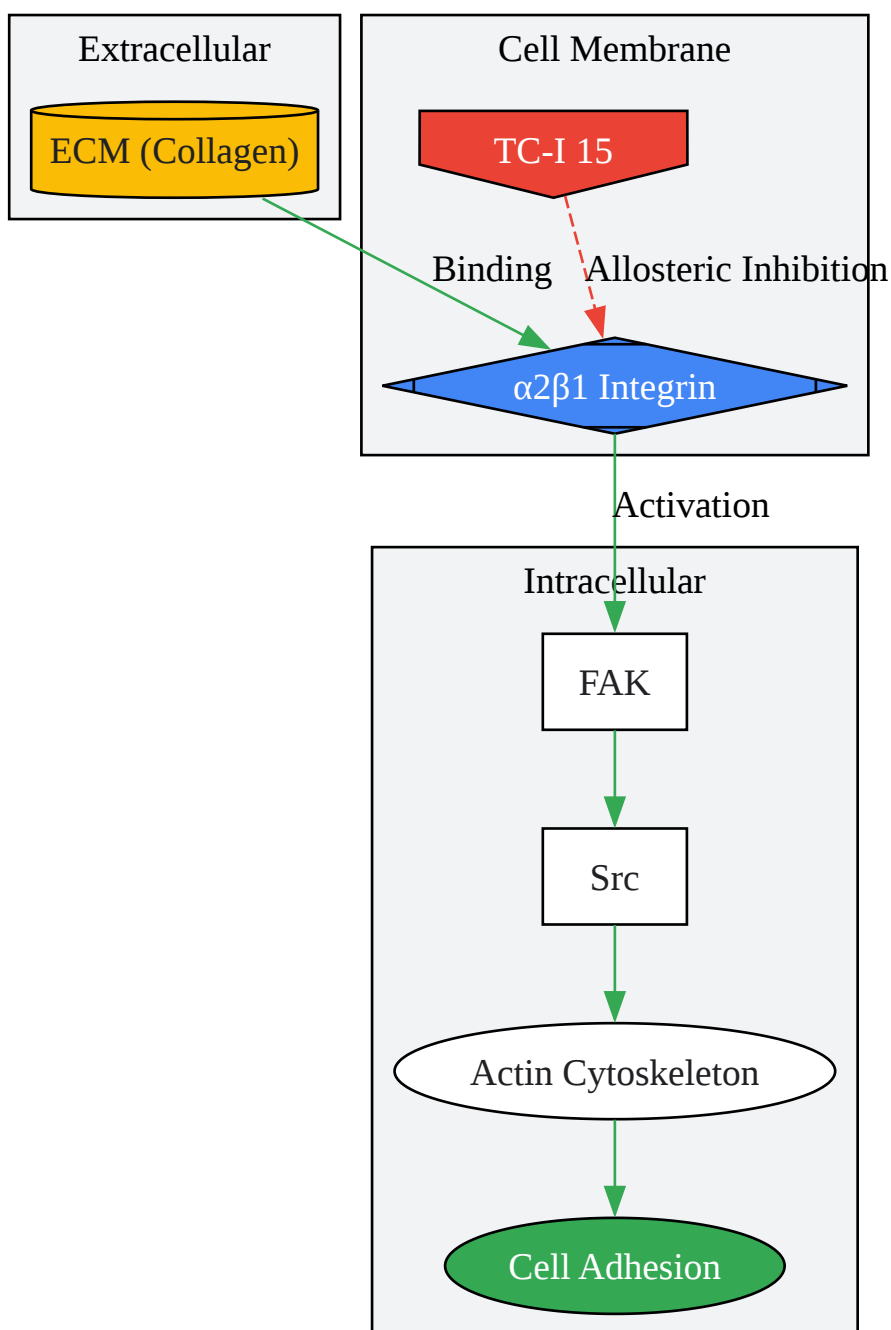 Extracellular
Cell Membrane
ECM (Collagen)
TC-I 15
Binding
Allosteric Inhibition
α2β1 Integrin
Activation
Intracellular
FAK
Src
Actin Cytoskeleton
Cell Adhesion